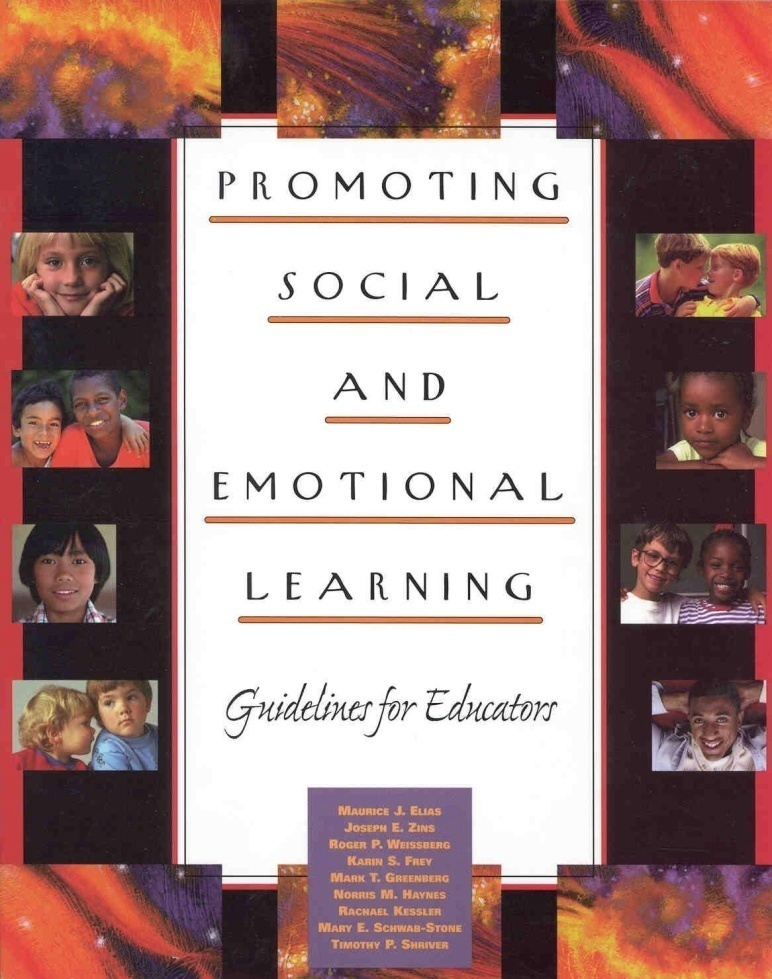 PROMOTING
SOCIAL
AND
EMOTIONAL
LEARNING
Guidelines for Educators
MAURICE J. ELIAS
JOSEPH E. ZINS
ROGER P. WEISSBERG
KARIN S. FREY
MARK T. GREENBERG
NORRIS M. HAYNES
RACHAEL KESSLER
MARY E. SCHWAB-STONE
TIMOTHY P. SHRIVER